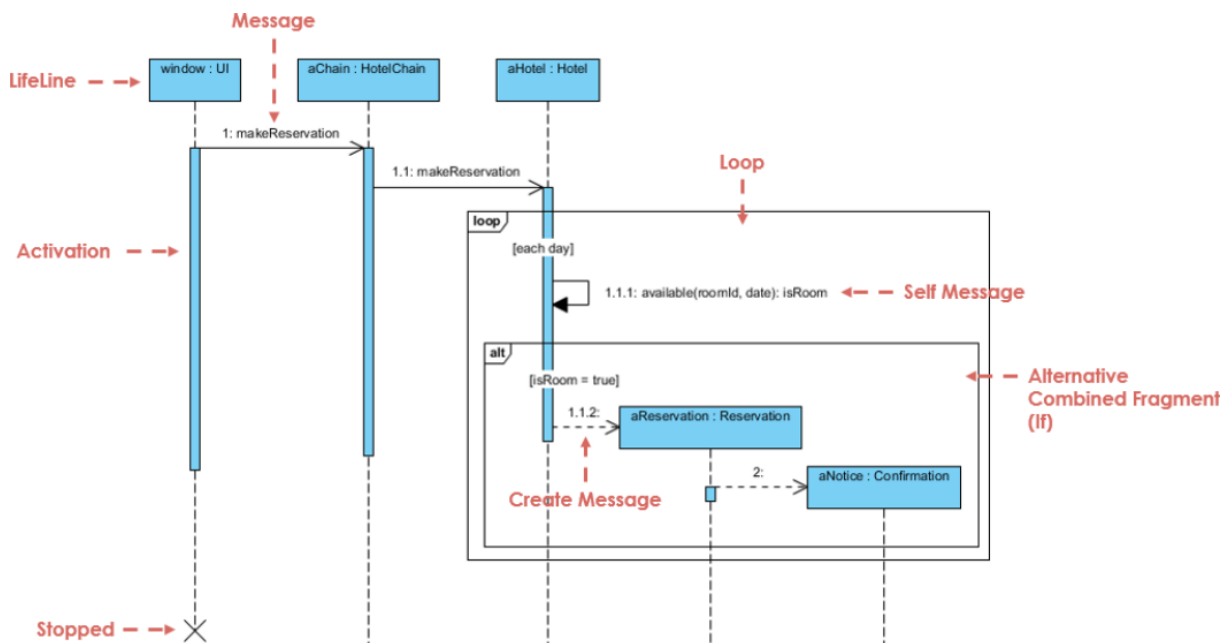 Message
window : UI
aChain : HotelChain
aHotel : Hotel
LifeLine
1: makeReservation
1.1: makeReservation
Loop
loop
[each day]
Activation
1.1.1: available(roomId, date): isRoom
Self Message
alt
[isRoom = true]
Alternative
Combined Fragment
(If)
1.1.2:
aReservation : Reservation
2:
aNotice : Confirmation
Create Message
Stopped